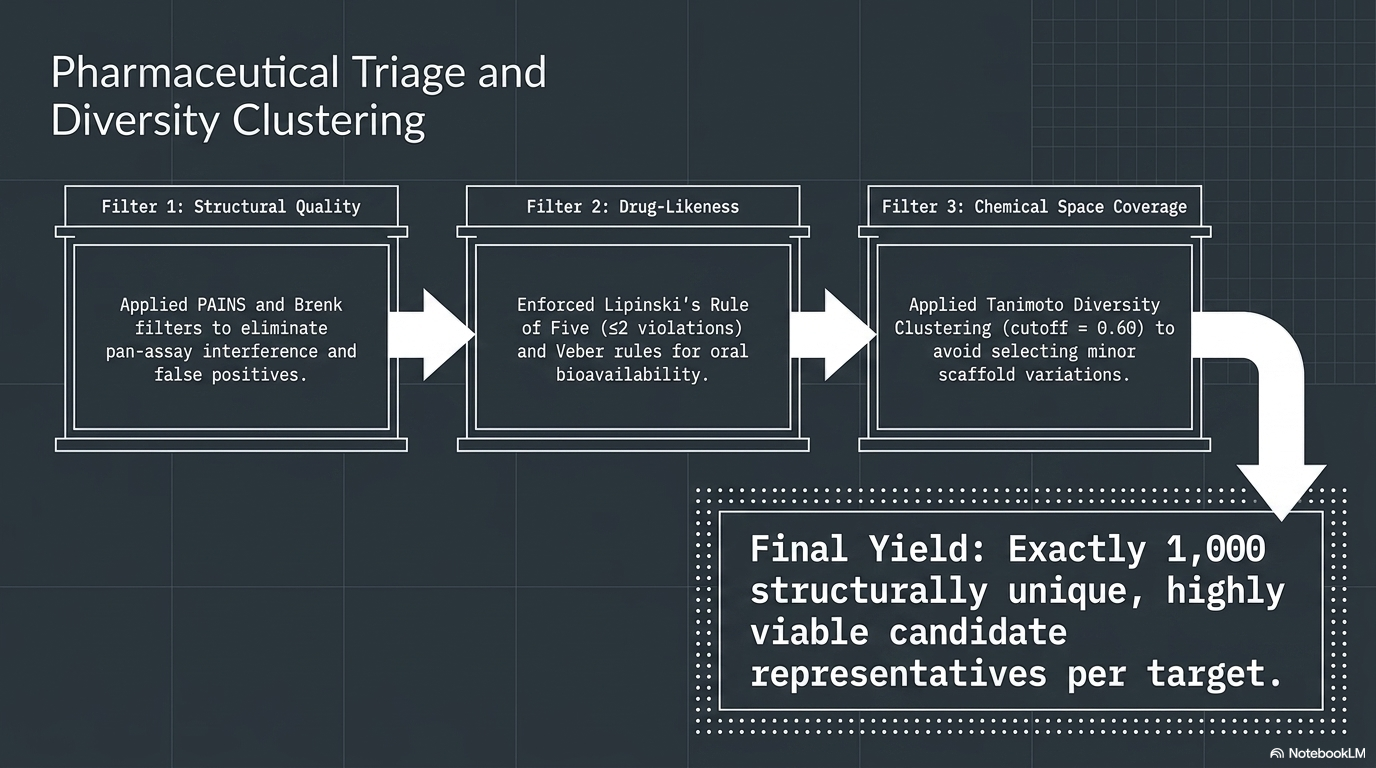 Pharmaceutical Triage and
Diversity Clustering
Filter 1: Structural Quality
Applied PAINS and Brenk
filters to eliminate
pan-assay interference and
false positives.
Filter 2: Drug-Likeness
Enforced Lipinski's Rule
of Five (≤2 violations)
and Veber rules for oral
bioavailability.
Filter 3: Chemical Space Coverage
Applied Tanimoto Diversity
Clustering (cutoff = 0.60) to
avoid selecting minor
scaffold variations.
Final Yield: Exactly 1,000
structurally unique, highly
viable candidate
representatives per target.
NotebookLM